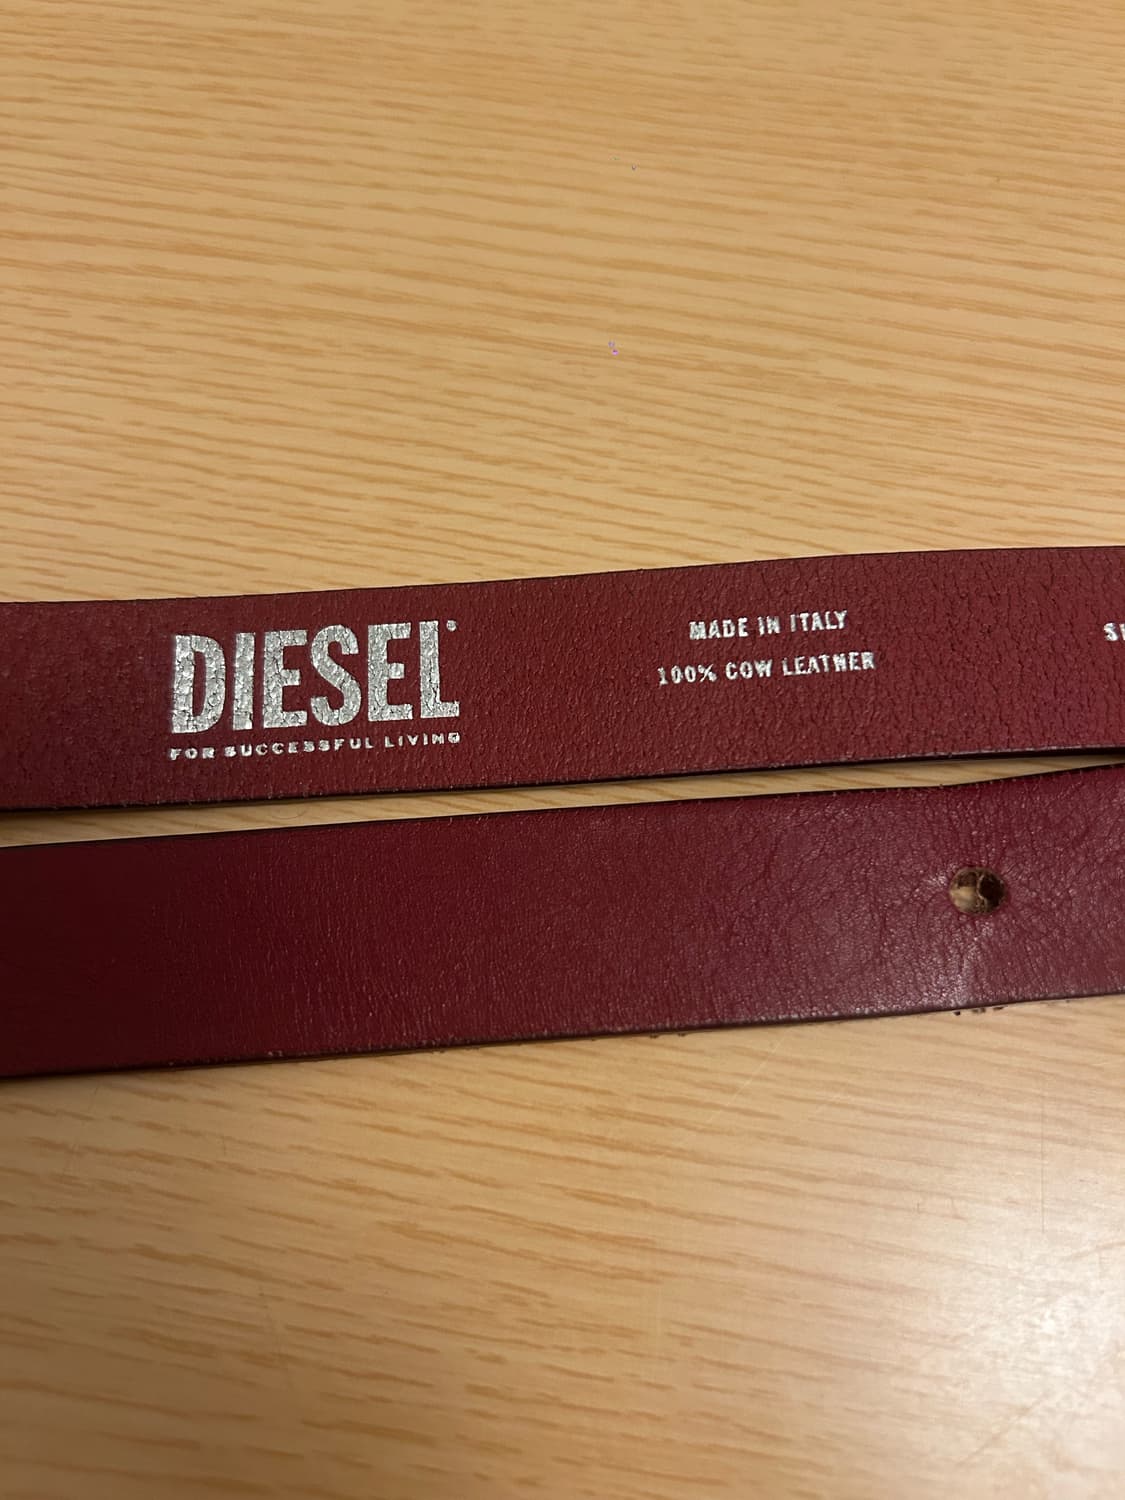 DIESEL
FOR SUCCESSFUL LIVING
MADE IN ITALY
100% COW LEATHER